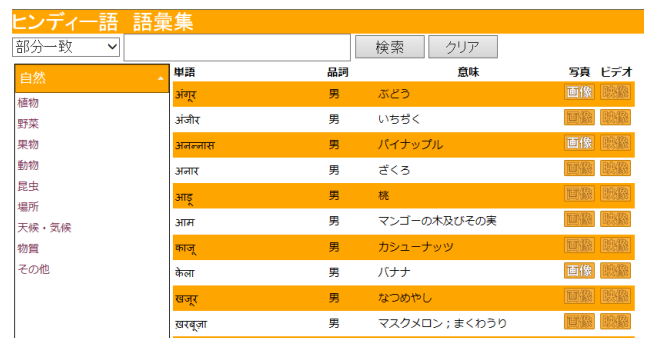 ヒンディー語 語彙集
部分一致 検索 クリア
自然
植物
野菜
果物
動物
昆虫
場所
天候・気候
物質
その他
単語 品詞 意味 写真 ビデオ
अंगूर 男 ぶどう 画像 映像
अंजीर 男 いちぢく 画像 映像
अनन्नास 男 パイナップル 画像 映像
अनार 男 ざくろ 画像 映像
आड़ू 男 桃 画像 映像
आम 男 マンゴーの木及びその実 画像 映像
काजू 男 カシューナッツ 画像 映像
केला 男 バナナ 画像 映像
खजूर 男 なつめやし 画像 映像
ख़रबूजा 男 マスクメロン；まくわうり 画像 映像